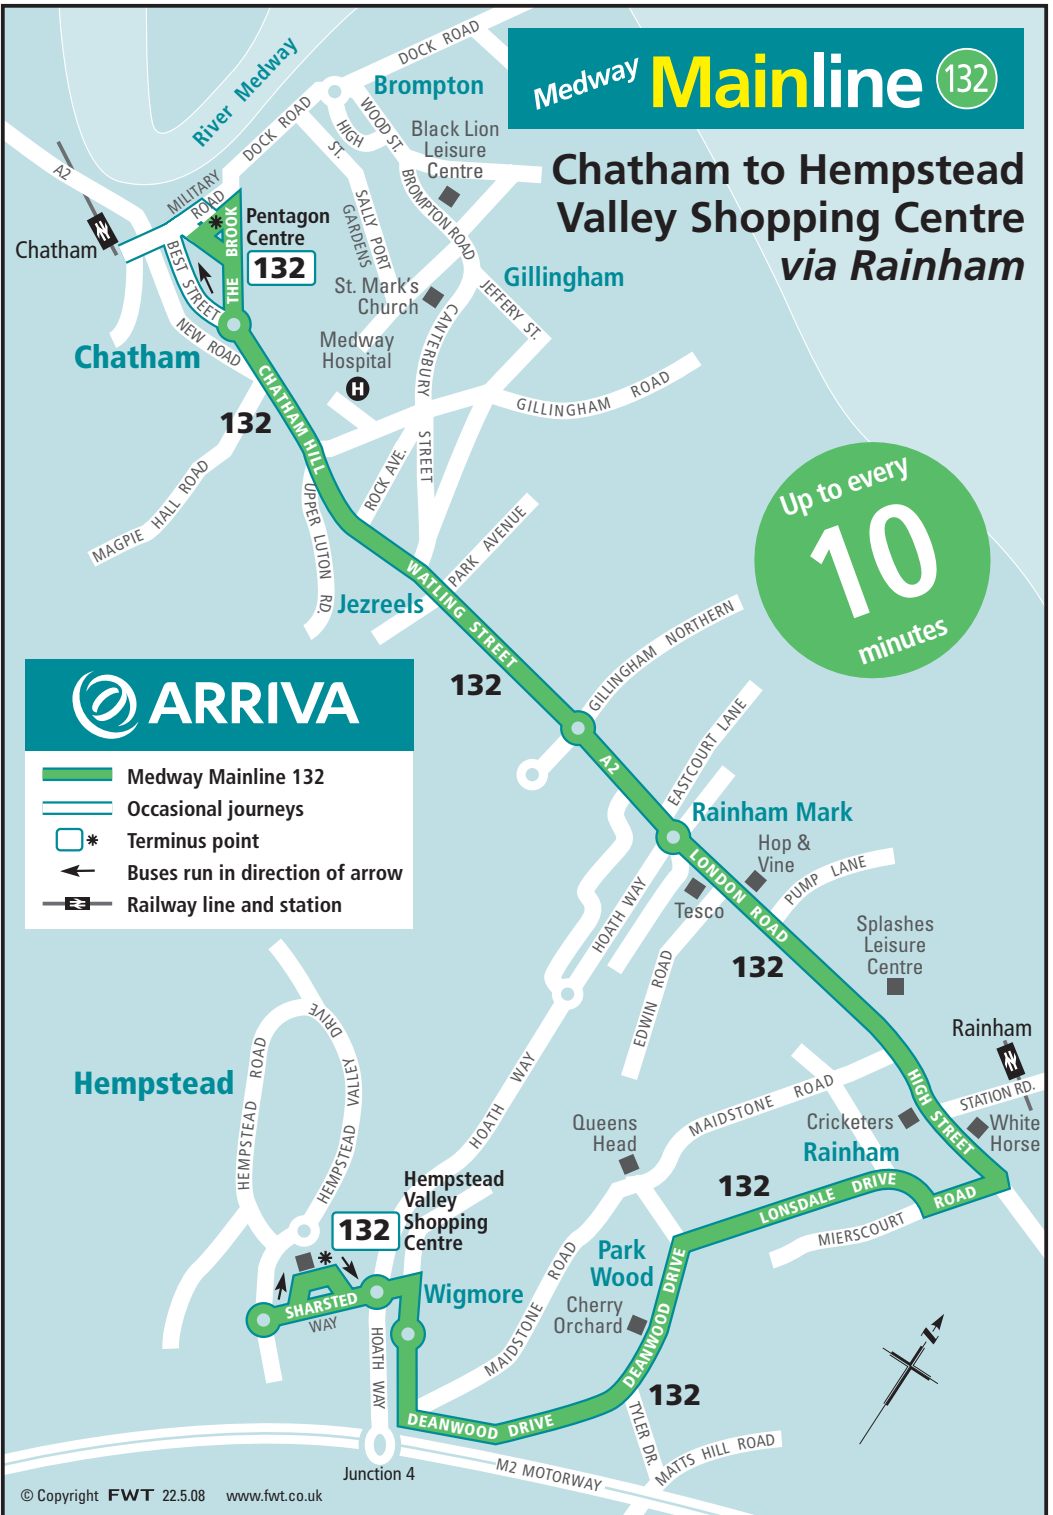 Medway Mainline 132
Chatham to Hempstead
Valley Shopping Centre
via Rainham
DOCK ROAD
River Medway
Brompton
DOCK ROAD
WOOD ST.
HIGH
ST.
Black Lion
Leisure
Centre
A2
MILITARY
ROAD
BROMPTON ROAD
SALLY PORT
GARDENS
Chatham
Pentagon
Centre
132
THE BROOK
BEST STREET
NEW ROAD
St. Mark's
Church
Gillingham
JEFFERY ST.
Medway
Hospital
H
CANTERBURY
STREET
Chatham
132
CHATHAM HILL
GILLINGHAM ROAD
MAGPIE HALL ROAD
UPPER LUTON
RD.
ROCK AVE.
PARK AVENUE
Up to every
10
minutes
Jezreels
WATLING STREET
132
GILLINGHAM NORTHERN
ARRIVA
Medway Mainline 132
Occasional journeys
* Terminus point
Buses run in direction of arrow
Railway line and station
A2
EASTCOURT LANE
Rainham Mark
Hop &
Vine
PUMP LANE
LONDON ROAD
Tesco
HOATH WAY
EDWIN ROAD
132
Splashes
Leisure
Centre
Rainham
STATION RD.
HIGH STREET
White
Horse
Cricketers
Rainham
MAIDSTONE ROAD
Queens
Head
HOATH WAY
DRIVE
HEMPSTEAD VALLEY
HEMPSTEAD ROAD
Hempstead
Hempstead
Valley
Shopping
Centre
132
*
SHARSTED
WAY
Wigmore
HOATH WAY
132
LONSDALE DRIVE
ROAD
MIERSCOURT
Park
Wood
Cherry
Orchard
MAIDSTONE ROAD
DEANWOOD DRIVE
132
DEANWOOD DRIVE
TYLER DR.
MATTS HILL ROAD
M2 MOTORWAY
Junction 4
N
© Copyright FWT 22.5.08 www.fwt.co.uk